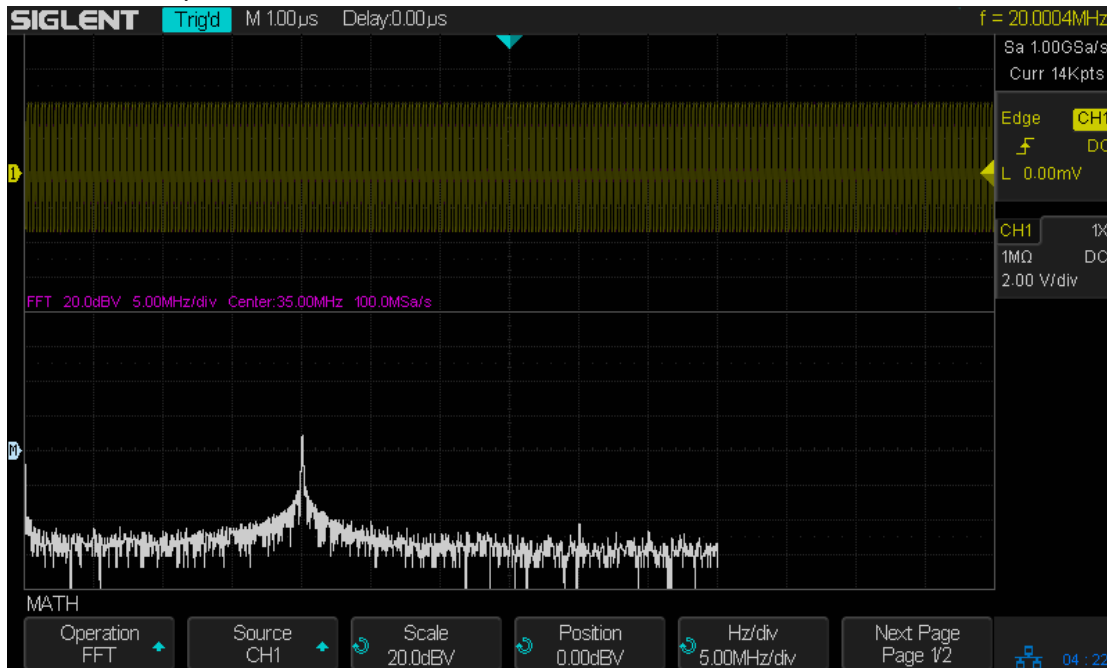 SIGLENT Trig'd M 1.00µs Delay:0.00µs f = 20.0004MHz
Sa 1.00GSa/s
Curr 14Kpts
Edge CH1
DC
L 0.00mV
1
CH1 1X
1MΩ DC
2.00 V/div
FFT 20.0dBV 5.00MHz/div Center:35.00MHz 100.0MSa/s
M
MATH
Operation
FFT
Source
CH1
Scale
20.0dBV
Position
0.00dBV
Hz/div
5.00MHz/div
Next Page
Page 1/2
04:22